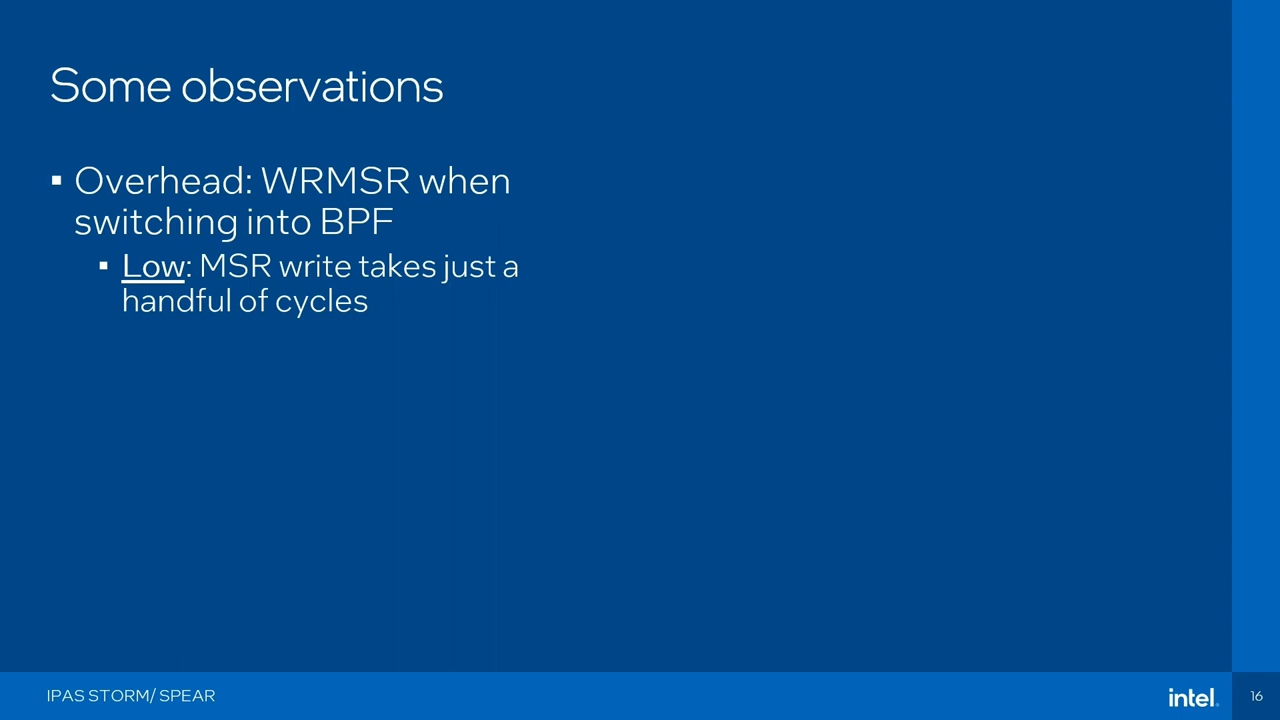 Some observations
▪ Overhead: WRMSR when
switching into BPF
▪ Low: MSR write takes just a
handful of cycles
IPAS STORM/ SPEAR
intel.
16